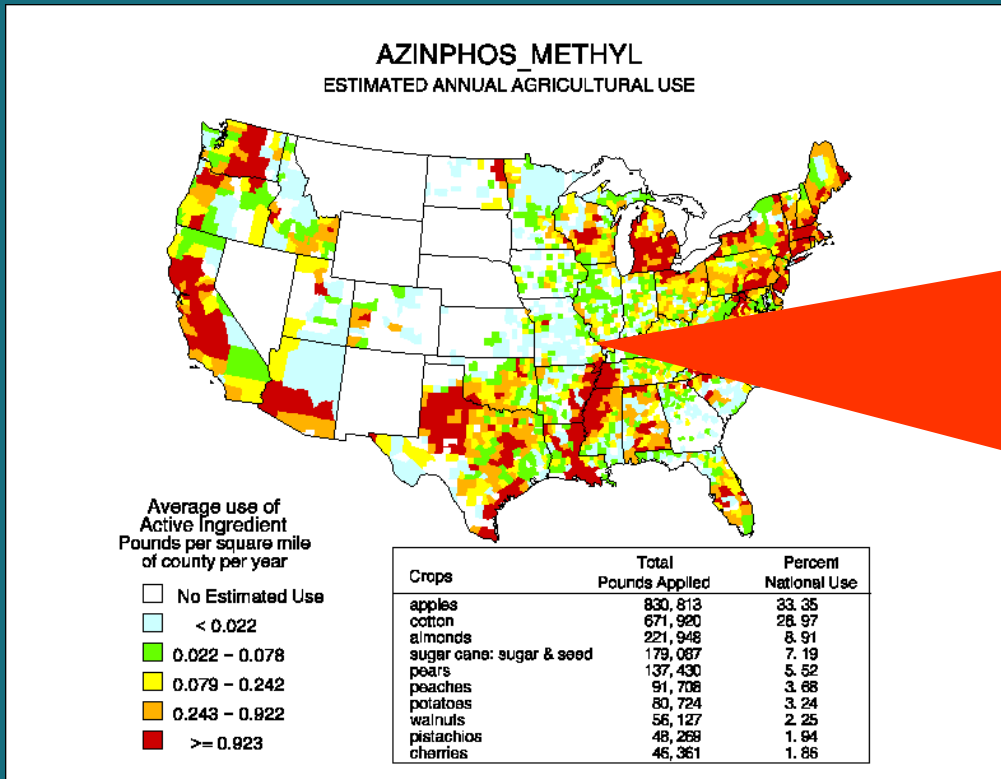 AZINPHOS_METHYL
ESTIMATED ANNUAL AGRICULTURAL USE
Average use of
Active Ingredient
Pounds per square mile
of county per year
No Estimated Use
< 0.022
0.022 - 0.078
0.079 - 0.242
0.243 - 0.922
>= 0.923
Crops Total Pounds Applied Percent National Use
apples 830, 813 33. 35
cotton 671, 920 26. 97
almonds 221, 948 8. 91
sugar cane: sugar & seed 179, 087 7. 19
pears 137, 430 5. 52
peaches 91, 708 3. 68
potatoes 80, 724 3. 24
walnuts 56, 127 2. 25
pistachios 48, 269 1. 94
cherries 46, 361 1. 86